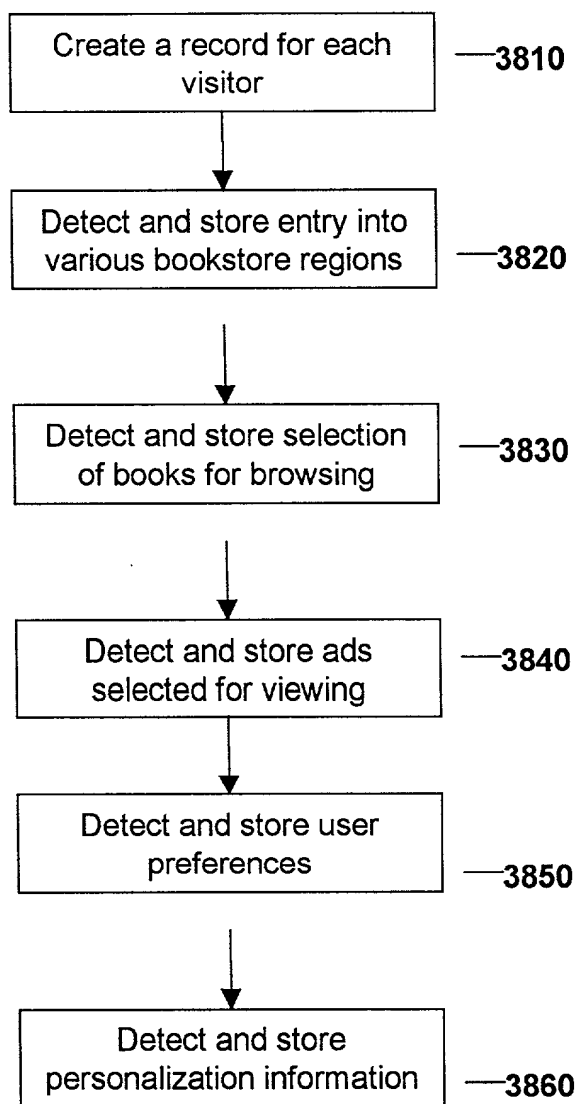 Create a record for each
visitor
3810
Detect and store entry into
various bookstore regions
3820
Detect and store selection
of books for browsing
3830
Detect and store ads
selected for viewing
3840
Detect and store user
preferences
3850
Detect and store
personalization information
3860